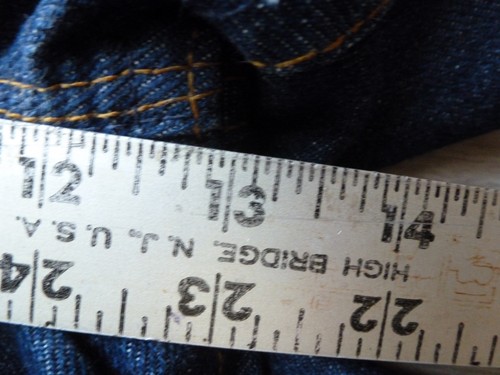 12 13 14
HIGH BRIDGE, N.J., U.S.A.
22 23 24